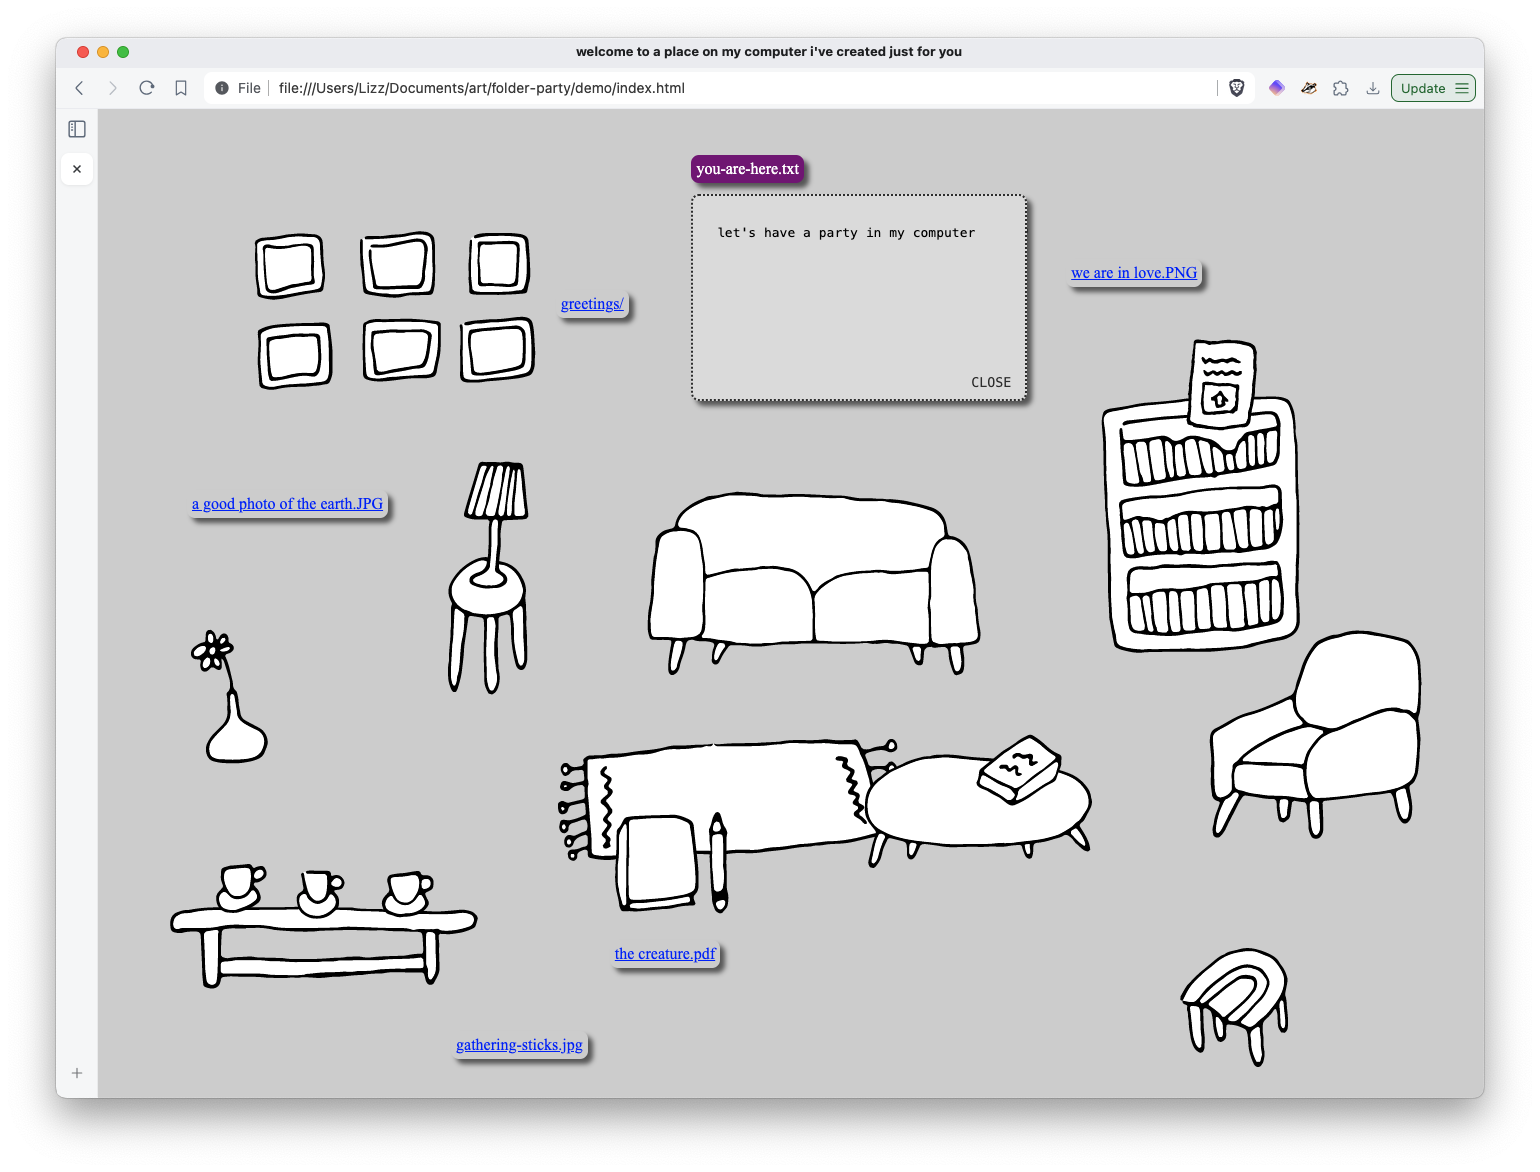 welcome to a place on my computer i've created just for you
File
file:///Users/Lizz/Documents/art/folder-party/demo/index.html
Update
you-are-here.txt
let's have a party in my computer
CLOSE
we are in love.PNG
greetings/
a good photo of the earth.JPG
the creature.pdf
gathering-sticks.jpg